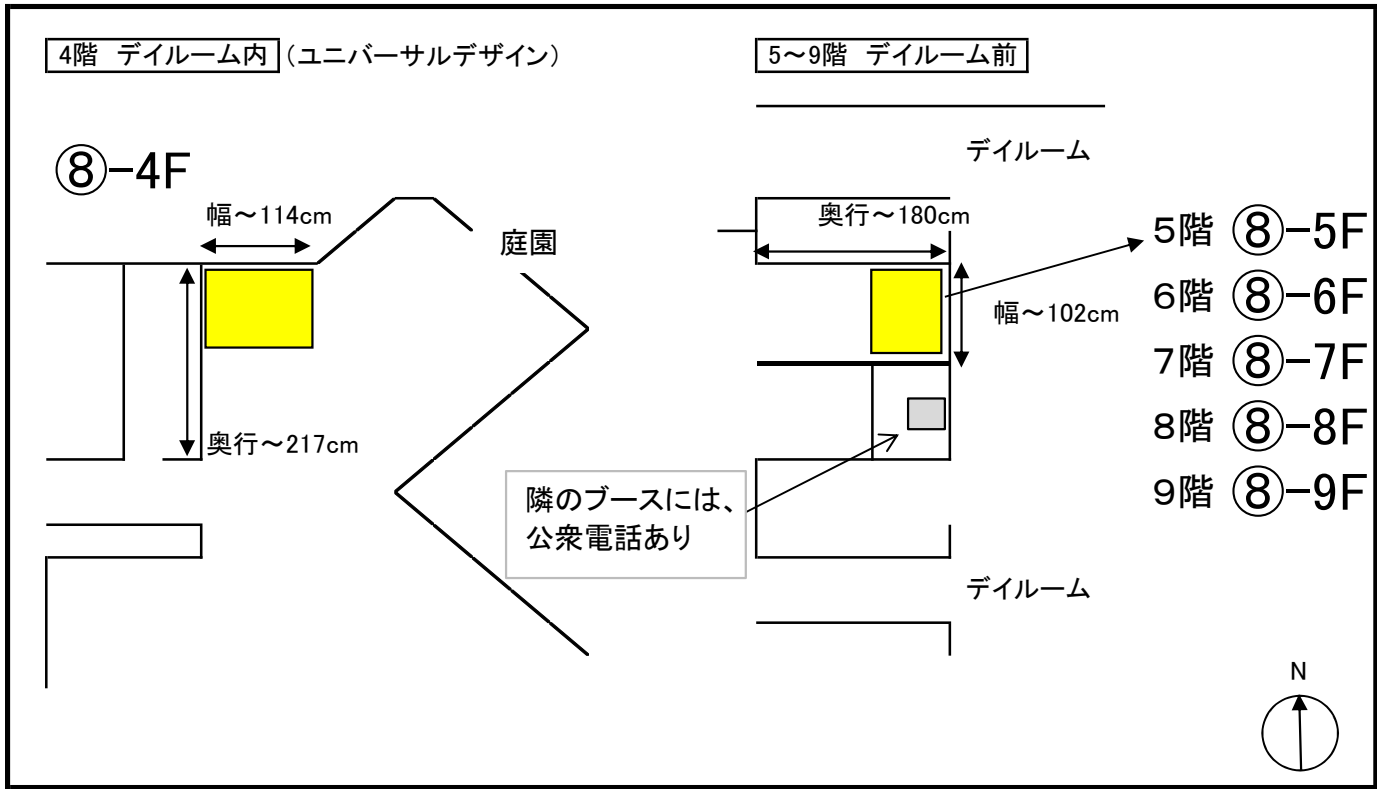 4階 デイルーム内 (ユニバーサルデザイン)
⑧-4F
幅～114cm
奥行～217cm
庭園
5～9階 デイルーム前
デイルーム
奥行～180cm
幅～102cm
隣のブースには、
公衆電話あり
デイルーム
5階 ⑧-5F
6階 ⑧-6F
7階 ⑧-7F
8階 ⑧-8F
9階 ⑧-9F
N